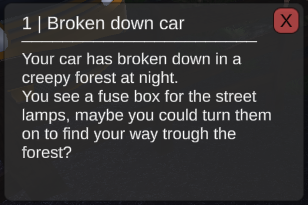 1 | Broken down car
X
Your car has broken down in a
creepy forest at night.
You see a fuse box for the street
lamps, maybe you could turn them
on to find your way trough the
forest?